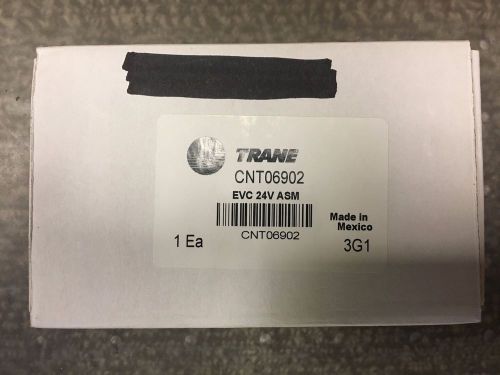 TRANE
CNT06902
EVC 24V ASM
CNT06902
1 Ea
Made in
Mexico
3G1